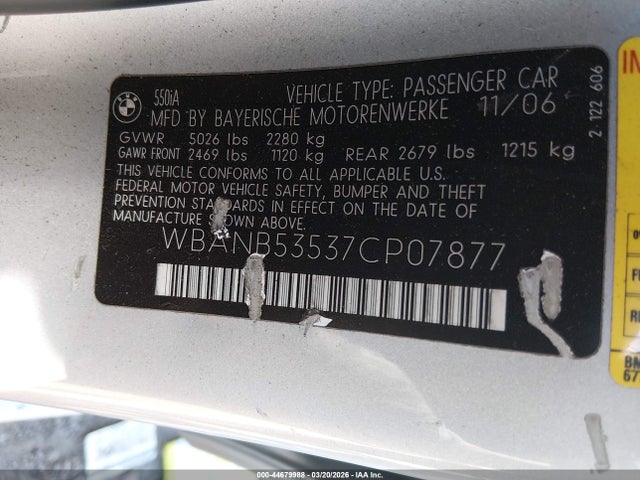 BMW
550iA
VEHICLE TYPE: PASSENGER CAR
MFD BY BAYERISCHE MOTORENWERKE 11/06
GVWR 5026 lbs 2280 kg
GAWR FRONT 2469 lbs 1120 kg REAR 2679 lbs 1215 kg
THIS VEHICLE CONFORMS TO ALL APPLICABLE U.S.
FEDERAL MOTOR VEHICLE SAFETY, BUMPER AND THEFT
PREVENTION STANDARDS IN EFFECT ON THE DATE OF
MANUFACTURE SHOWN ABOVE.
WBANB53537CP07877
2 122 606
000-44679988 - 03/20/2026 - IAA Inc.